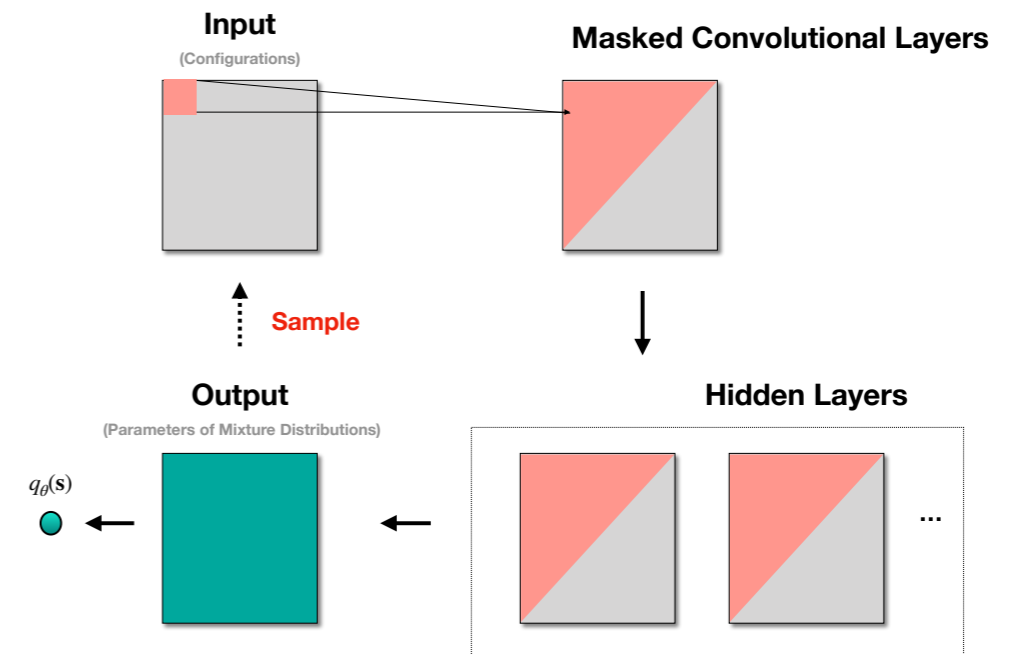 Input
(Configurations)
Masked Convolutional Layers
Sample
Output
(Parameters of Mixture Distributions)
Hidden Layers
qθ(s)
...